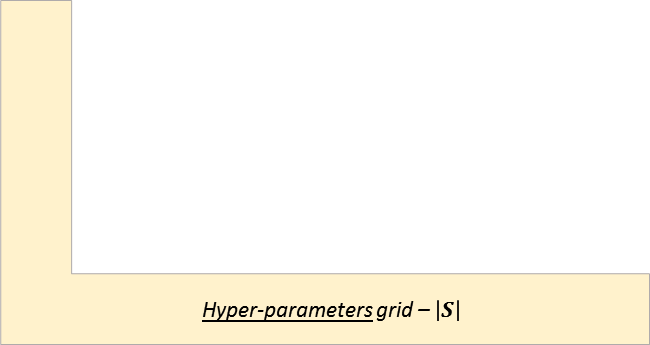 Hyper-parameters grid – |S|